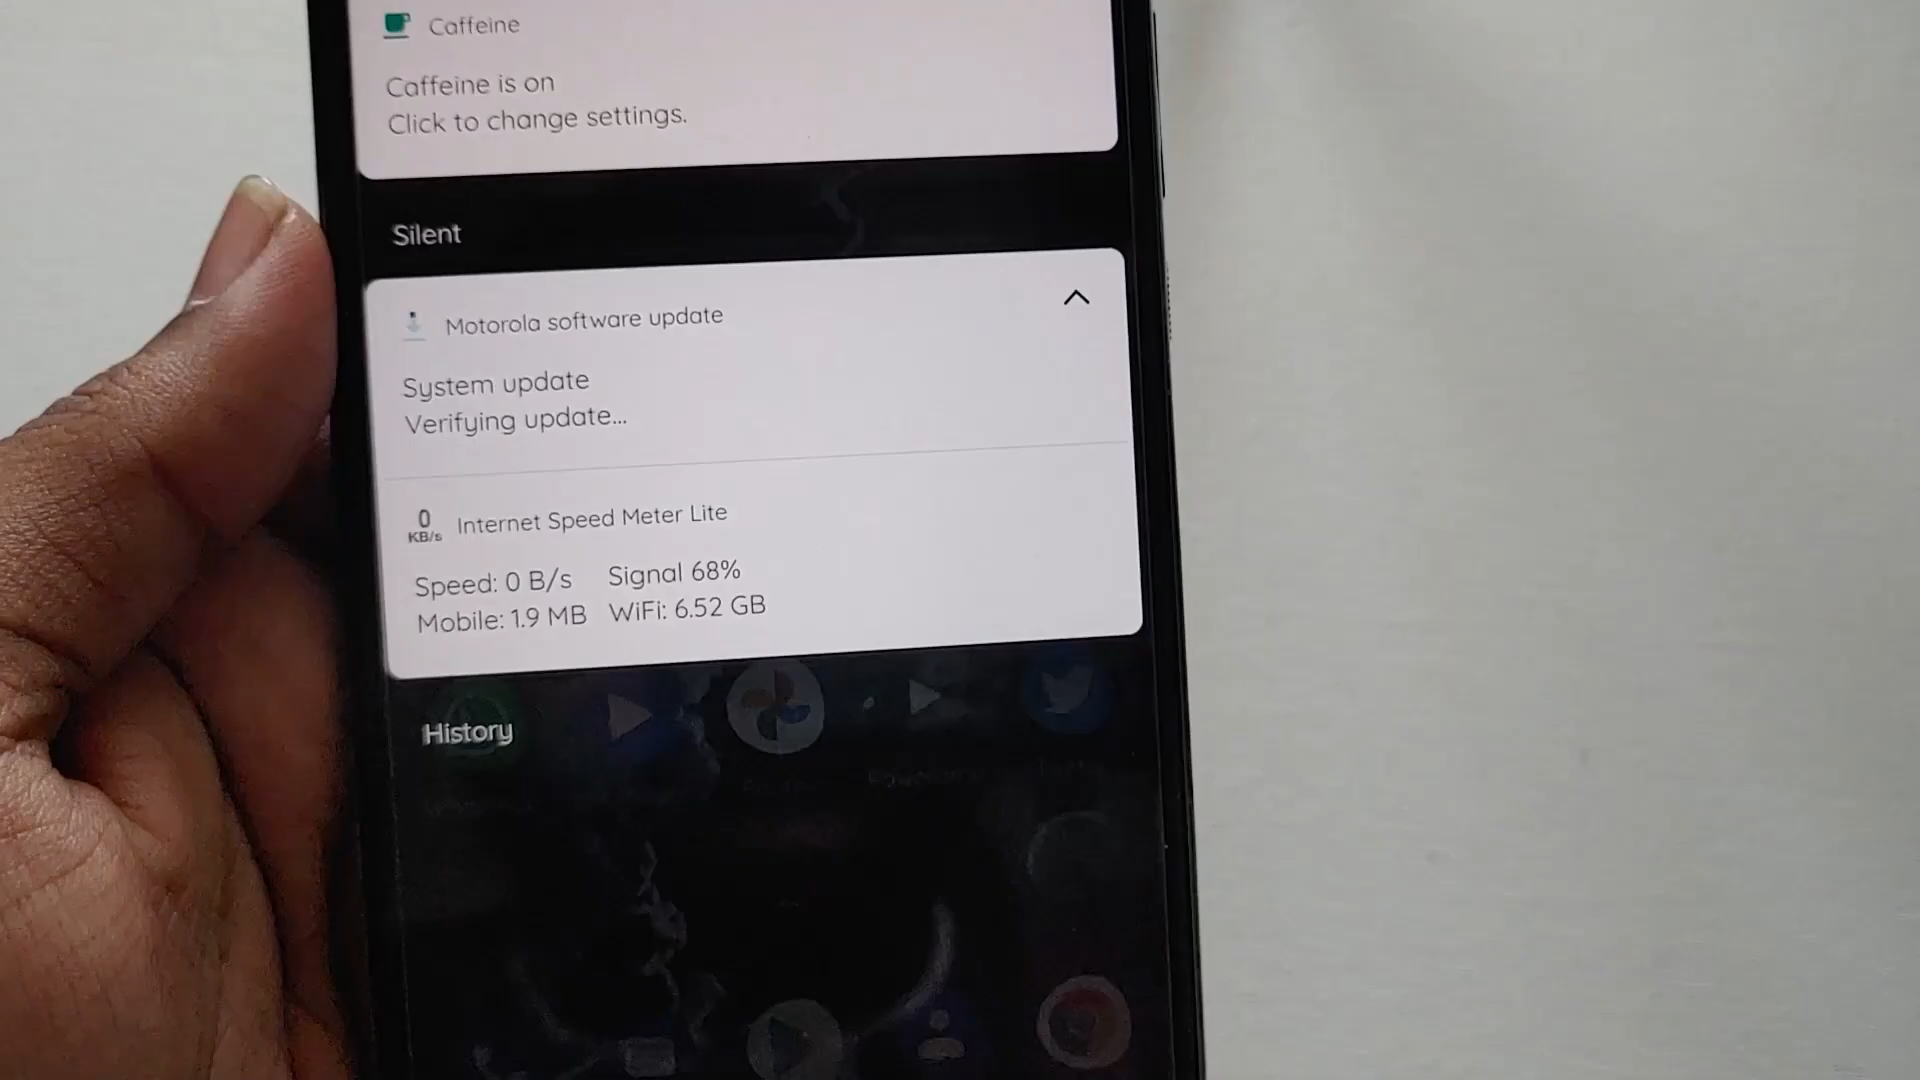 Caffeine
Caffeine is on
Click to change settings.
Silent
Motorola software update
System update
Verifying update...
0
KB/s
Internet Speed Meter Lite
Speed: 0 B/s Signal 68%
Mobile: 1.9 MB WiFi: 6.52 GB
History